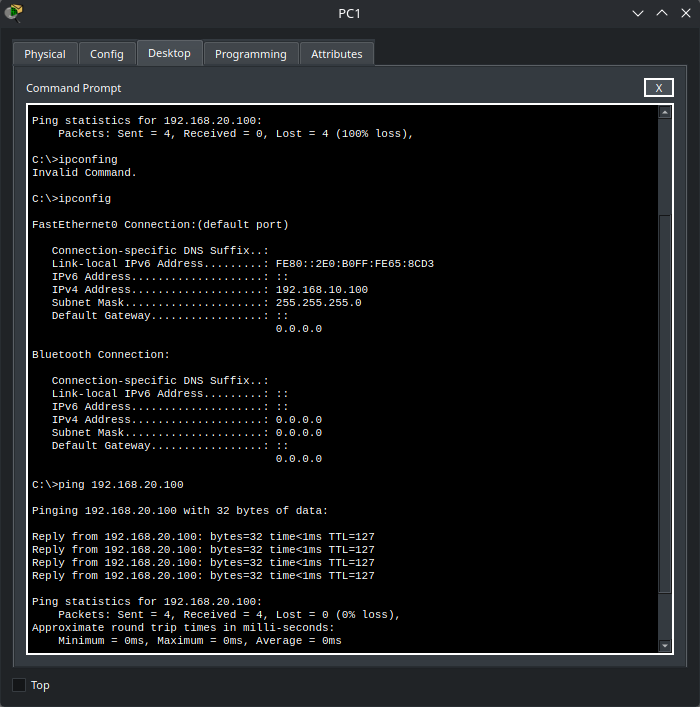 PC1
Physical Config Desktop Programming Attributes
Command Prompt
X
Ping statistics for 192.168.20.100:
    Packets: Sent = 4, Received = 0, Lost = 4 (100% loss),
C:\>ipconfing
Invalid Command.
C:\>ipconfig
FastEthernet0 Connection:(default port)
   Connection-specific DNS Suffix..:
   Link-local IPv6 Address.........: FE80::2E0:B0FF:FE65:8CD3
   IPv6 Address....................: ::
   IPv4 Address....................: 192.168.10.100
   Subnet Mask.....................: 255.255.255.0
   Default Gateway.................: ::
                                     0.0.0.0
Bluetooth Connection:
   Connection-specific DNS Suffix..:
   Link-local IPv6 Address.........: ::
   IPv6 Address....................: ::
   IPv4 Address....................: 0.0.0.0
   Subnet Mask.....................: 0.0.0.0
   Default Gateway.................: ::
                                     0.0.0.0
C:\>ping 192.168.20.100
Pinging 192.168.20.100 with 32 bytes of data:
Reply from 192.168.20.100: bytes=32 time<1ms TTL=127
Reply from 192.168.20.100: bytes=32 time<1ms TTL=127
Reply from 192.168.20.100: bytes=32 time<1ms TTL=127
Reply from 192.168.20.100: bytes=32 time<1ms TTL=127
Ping statistics for 192.168.20.100:
    Packets: Sent = 4, Received = 4, Lost = 0 (0% loss),
Approximate round trip times in milli-seconds:
    Minimum = 0ms, Maximum = 0ms, Average = 0ms
Top